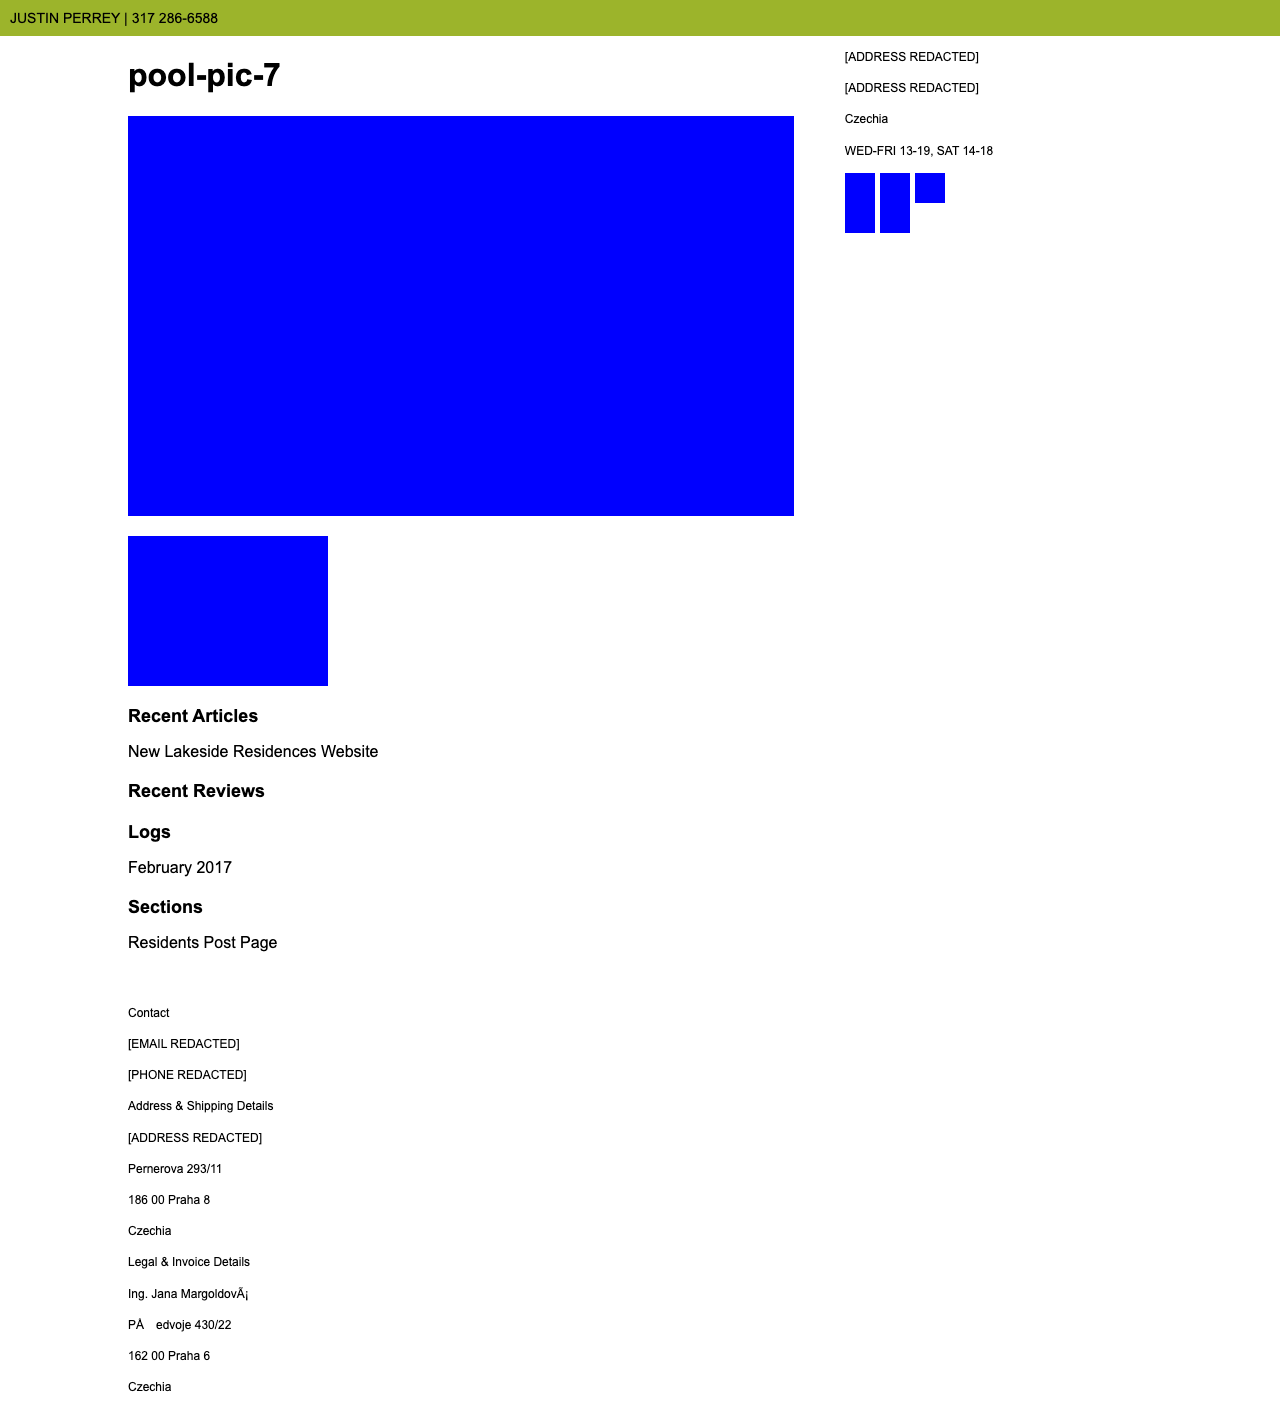 JUSTIN PERREY | 317 286-6588
pool-pic-7
Recent Articles
New Lakeside Residences Website
Recent Reviews
Logs
February 2017
Sections
Residents Post Page
[ADDRESS REDACTED]
[ADDRESS REDACTED]
Czechia
WED-FRI 13-19, SAT 14-18
Contact
[EMAIL REDACTED]
[PHONE REDACTED]
Address & Shipping Details
[ADDRESS REDACTED]
Pernerova 293/11
186 00 Praha 8
Czechia
Legal & Invoice Details
Ing. Jana MargoldovÃ¡
PÅ edvoje 430/22
162 00 Praha 6
Czechia